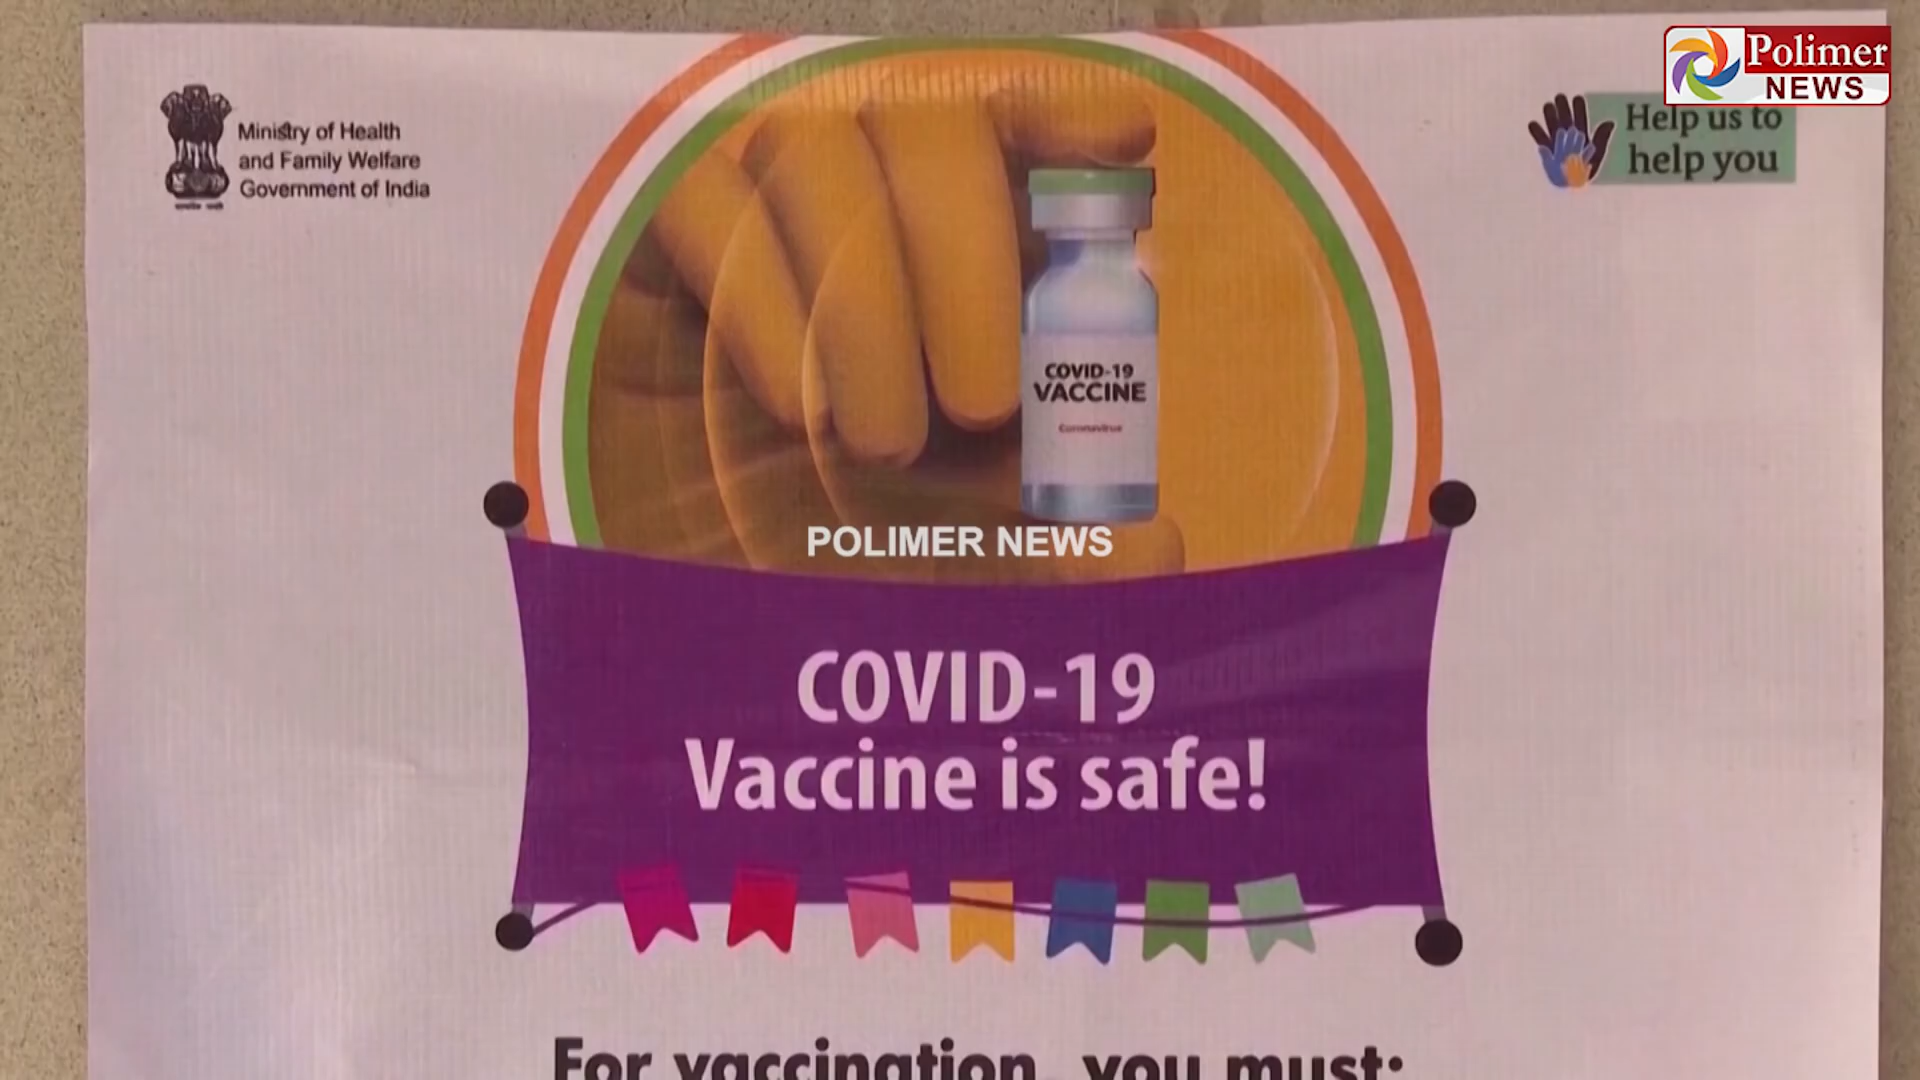 Polimer
NEWS
Ministry of Health
and Family Welfare
Government of India
Help us to
help you
COVID-19
VACCINE
Coronavirus
POLIMER NEWS
COVID-19
Vaccine is safe!
For vaccination, you must: